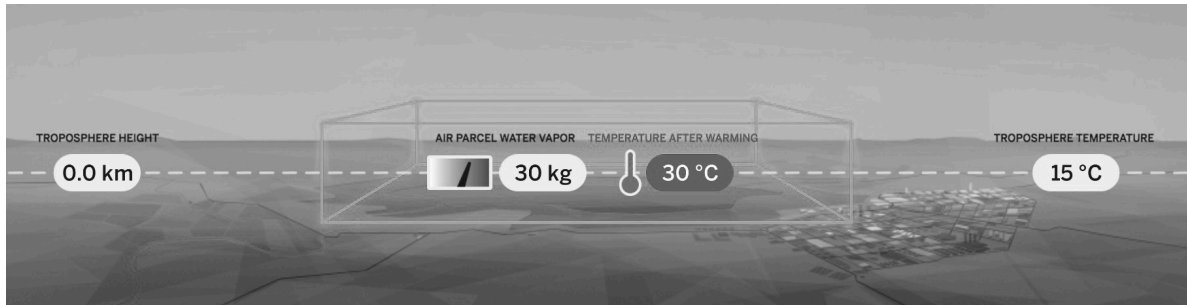 TROPOSPHERE HEIGHT
0.0 km
AIR PARCEL WATER VAPOR
30 kg
TEMPERATURE AFTER WARMING
30 °C
TROPOSPHERE TEMPERATURE
15 °C